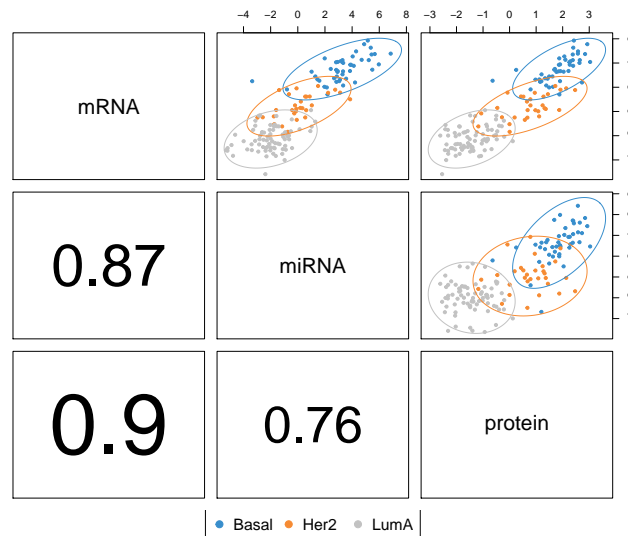 −4 −2 0 2 4 6 8 −3 −2 −1 0 1 2 3
mRNA
0.87 miRNA
0.9 0.76 protein
Basal Her2 LumA